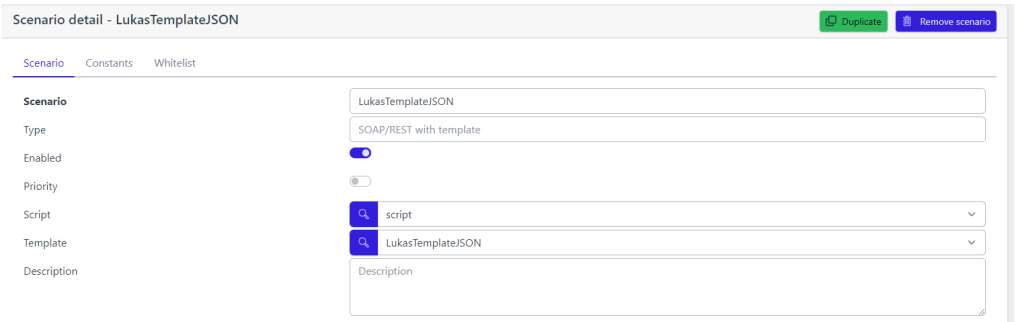 Scenario detail - LukasTemplateJSON
Duplicate
Remove scenario
Scenario
Constants
Whitelist
Scenario
LukasTemplateJSON
Type
SOAP/REST with template
Enabled
Priority
Script
script
Template
LukasTemplateJSON
Description
Description